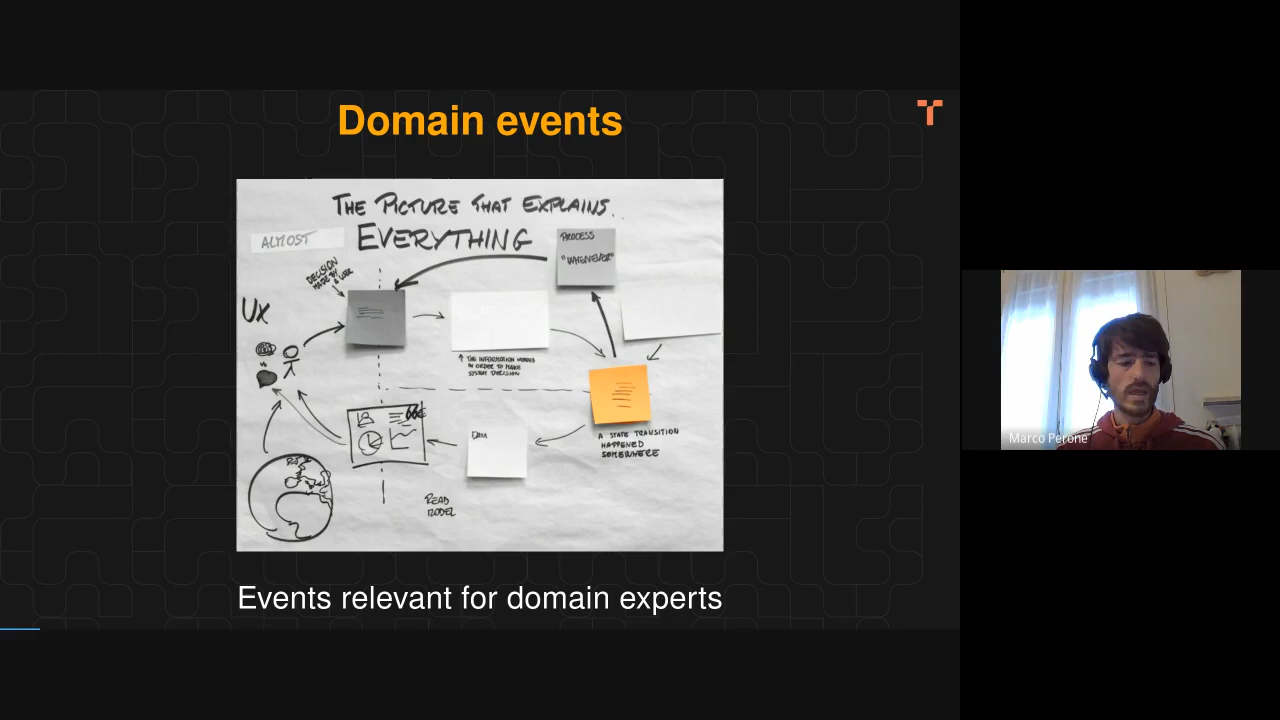 Domain events
THE PICTURE THAT EXPLAINS
ALMOST
EVERYTHING
PROCESS
"WHENEVER"
DECISION
MADE BY
A USER
UX
VS
↑ THE INFORMATION NEEDED
IN ORDER TO MAKE
SYSTEM DECISION
A STATE TRANSITION
HAPPENED
SOMEWHERE
READ
MODEL
Events relevant for domain experts
Marco Perone